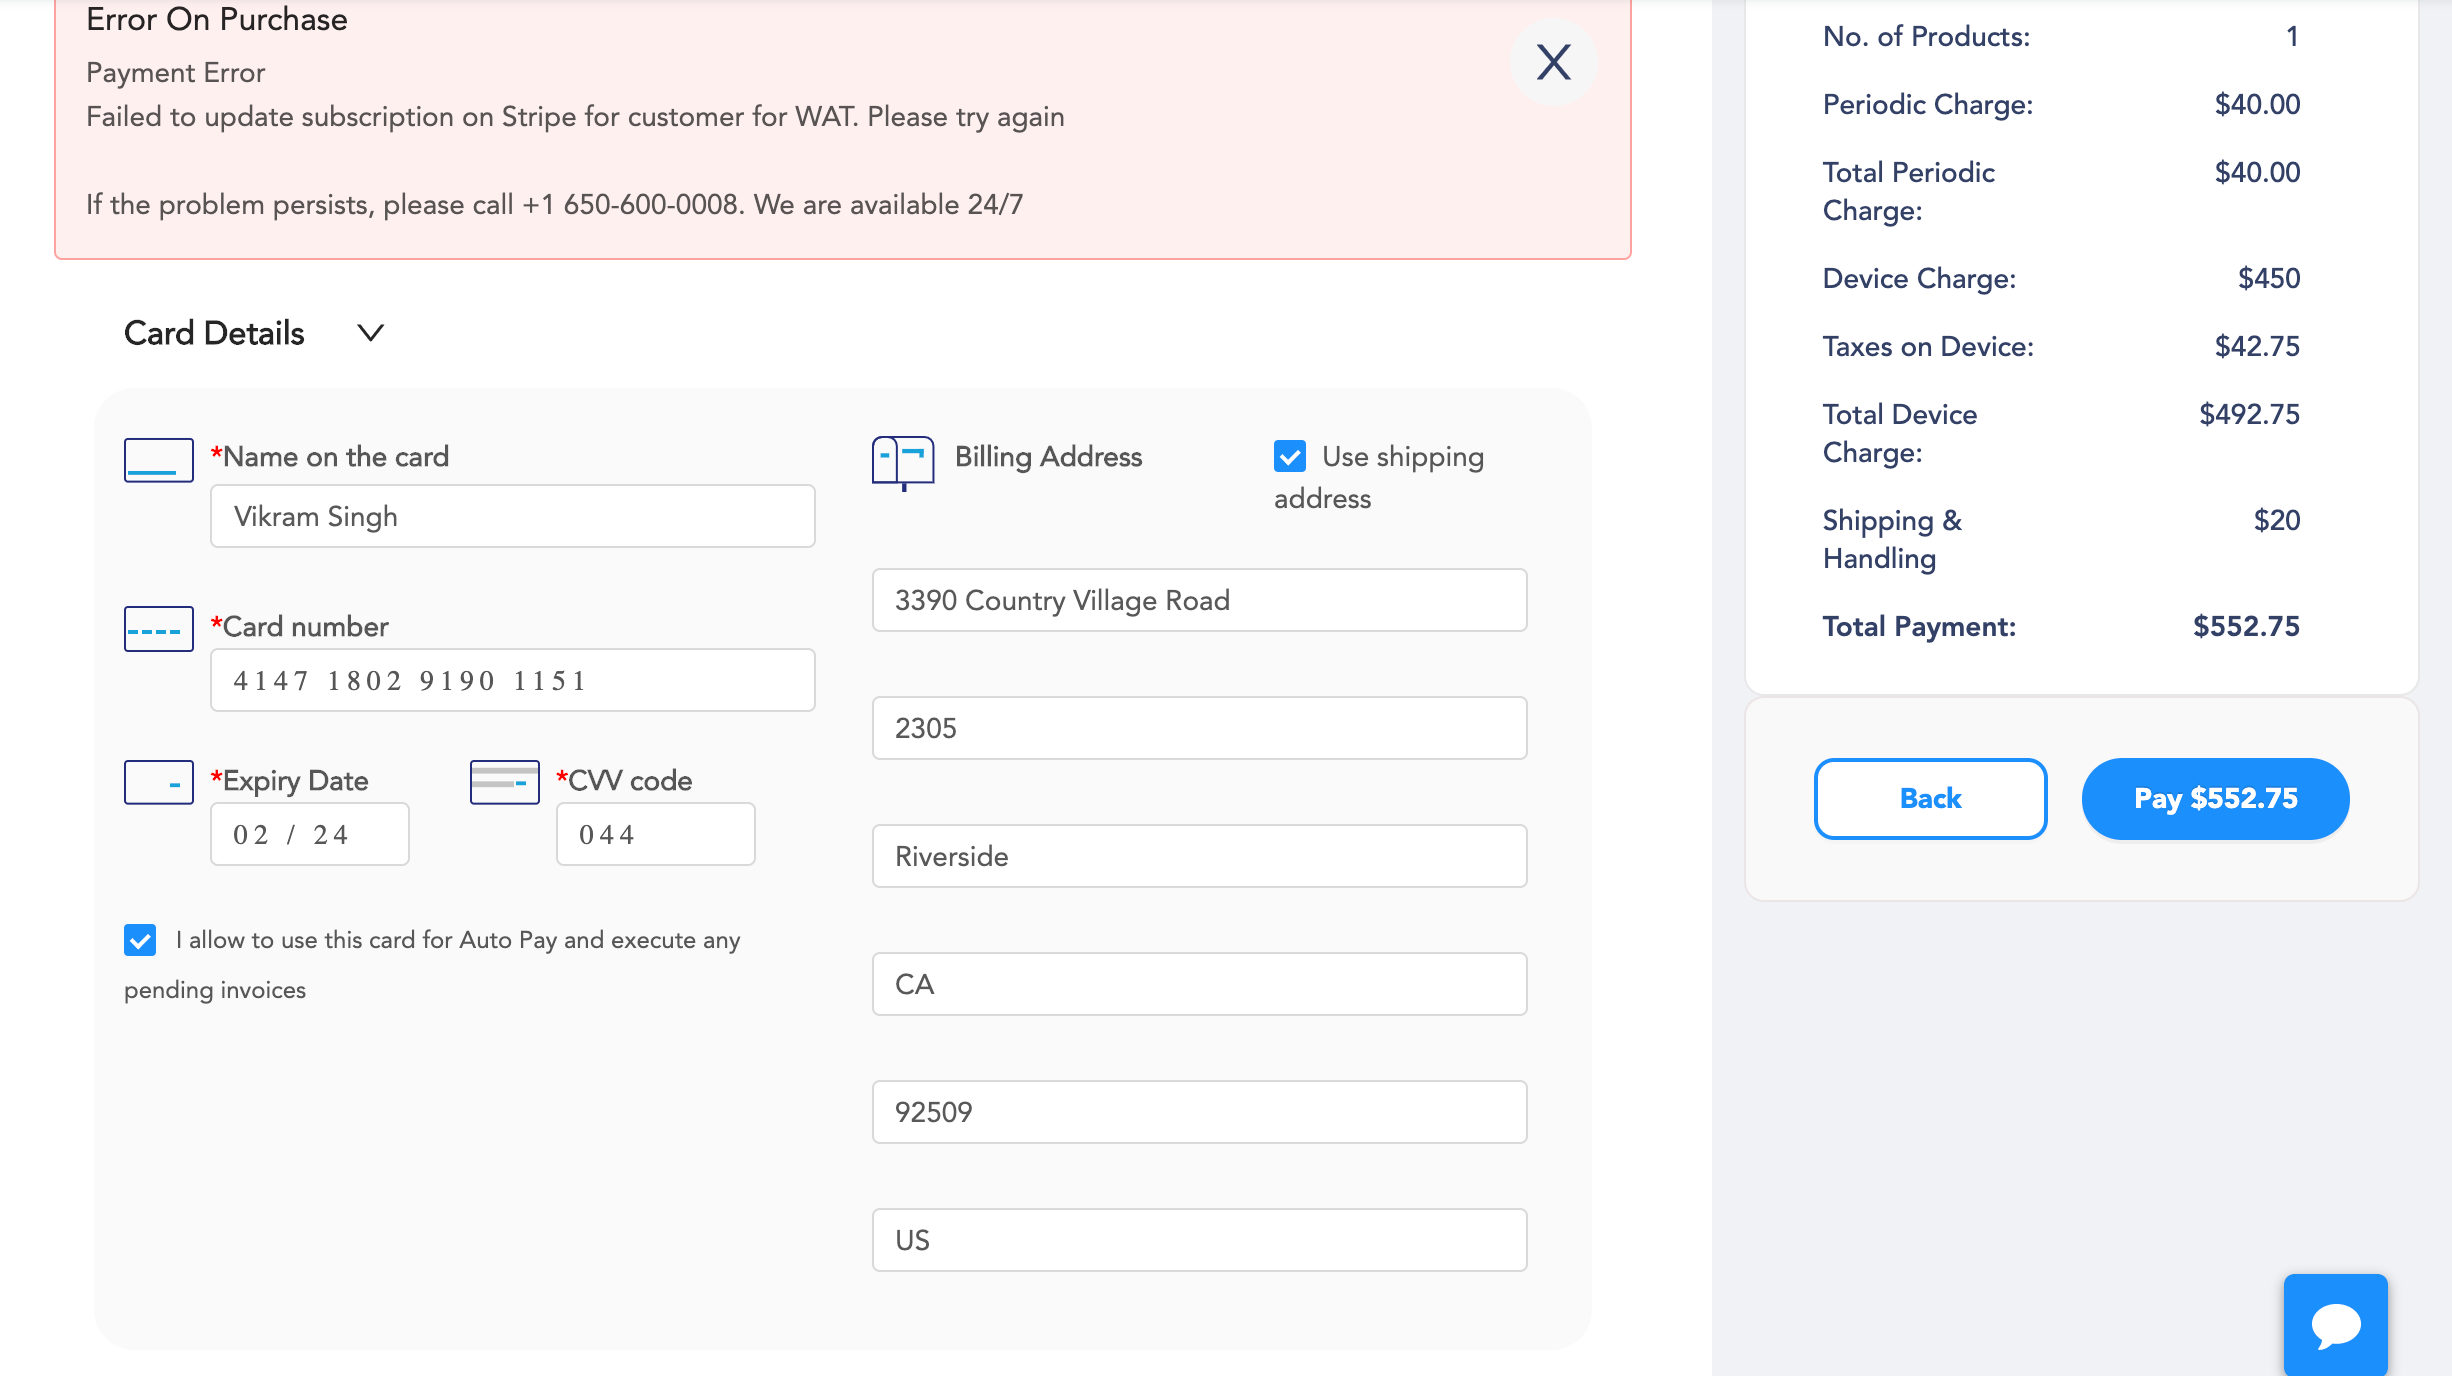 Error On Purchase
Payment Error
Failed to update subscription on Stripe for customer for WAT. Please try again
If the problem persists, please call +1 650-600-0008. We are available 24/7
X
Card Details
*Name on the card
Vikram Singh
*Card number
4147 1802 9190 1151
*Expiry Date
02 / 24
*CVV code
044
I allow to use this card for Auto Pay and execute any
pending invoices
Billing Address
Use shipping
address
3390 Country Village Road
2305
Riverside
CA
92509
US
No. of Products: 1
Periodic Charge: $40.00
Total Periodic $40.00
Charge:
Device Charge: $450
Taxes on Device: $42.75
Total Device $492.75
Charge:
Shipping & $20
Handling
Total Payment: $552.75
Back
Pay $552.75